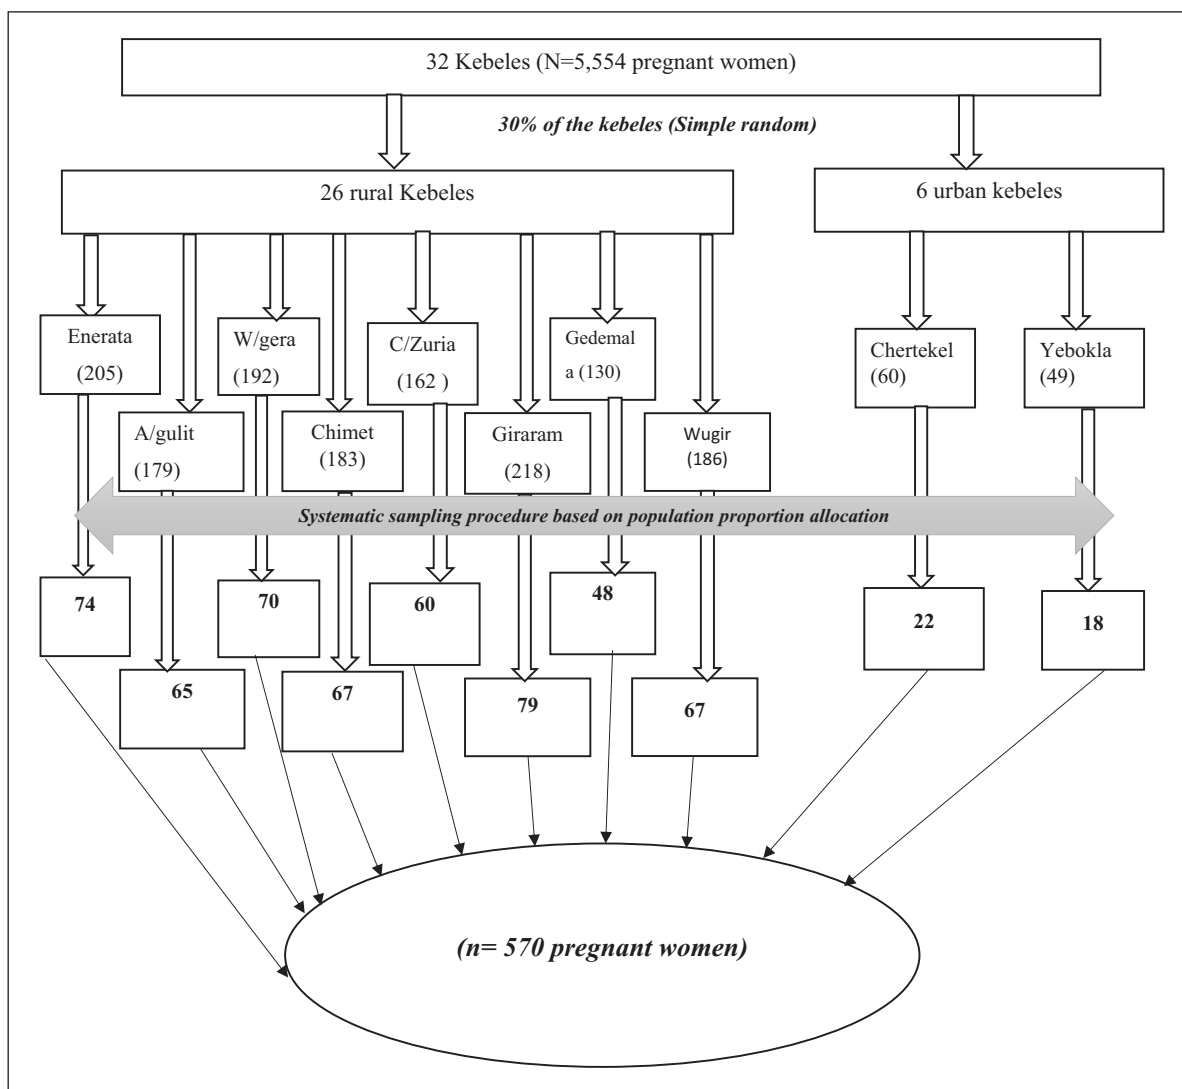 32 Kebeles (N=5,554 pregnant women)
30% of the kebeles (Simple random)
26 rural Kebeles
6 urban kebeles
Enerata
(205)
W/gera
(192)
C/Zuria
(162 )
Gedemal
a (130)
Chertekel
(60)
Yebokla
(49)
A/gulit
(179)
Chimet
(183)
Giraram
(218)
Wugir
(186)
Systematic sampling procedure based on population proportion allocation
74
70
60
48
22
18
65
67
79
67
(n= 570 pregnant women)